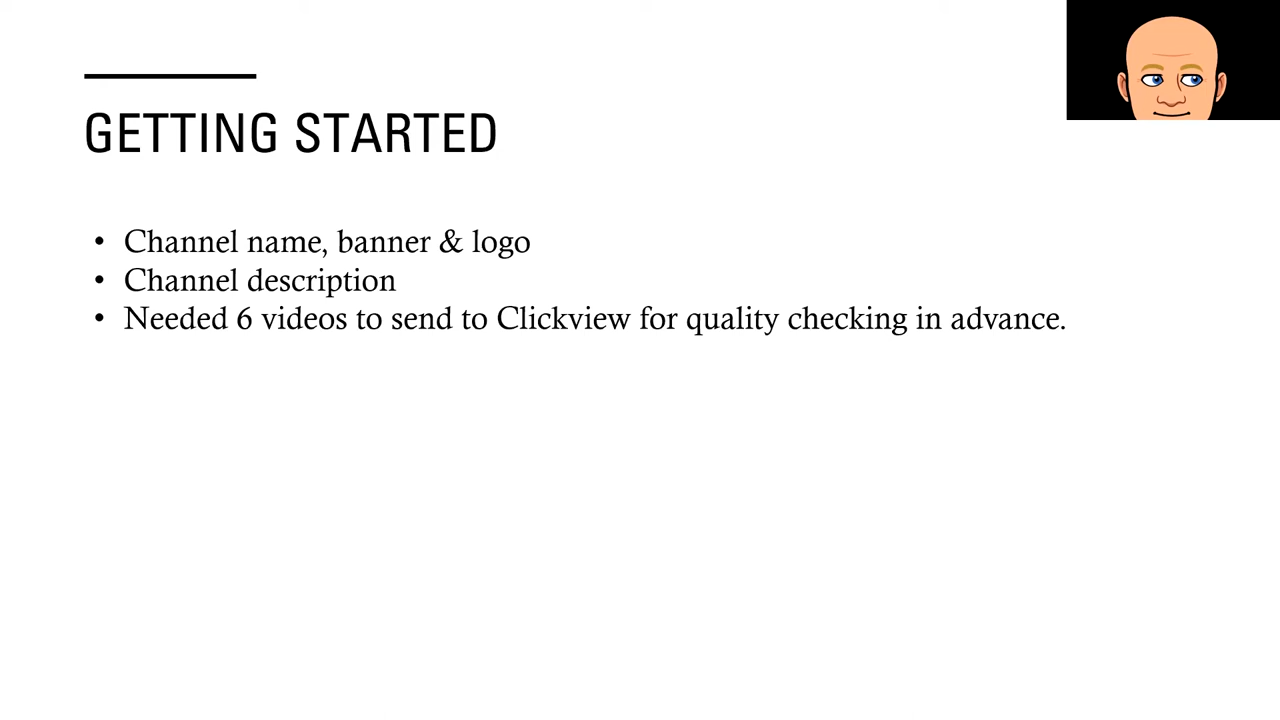 GETTING STARTED
• Channel name, banner & logo
• Channel description
• Needed 6 videos to send to Clickview for quality checking in advance.